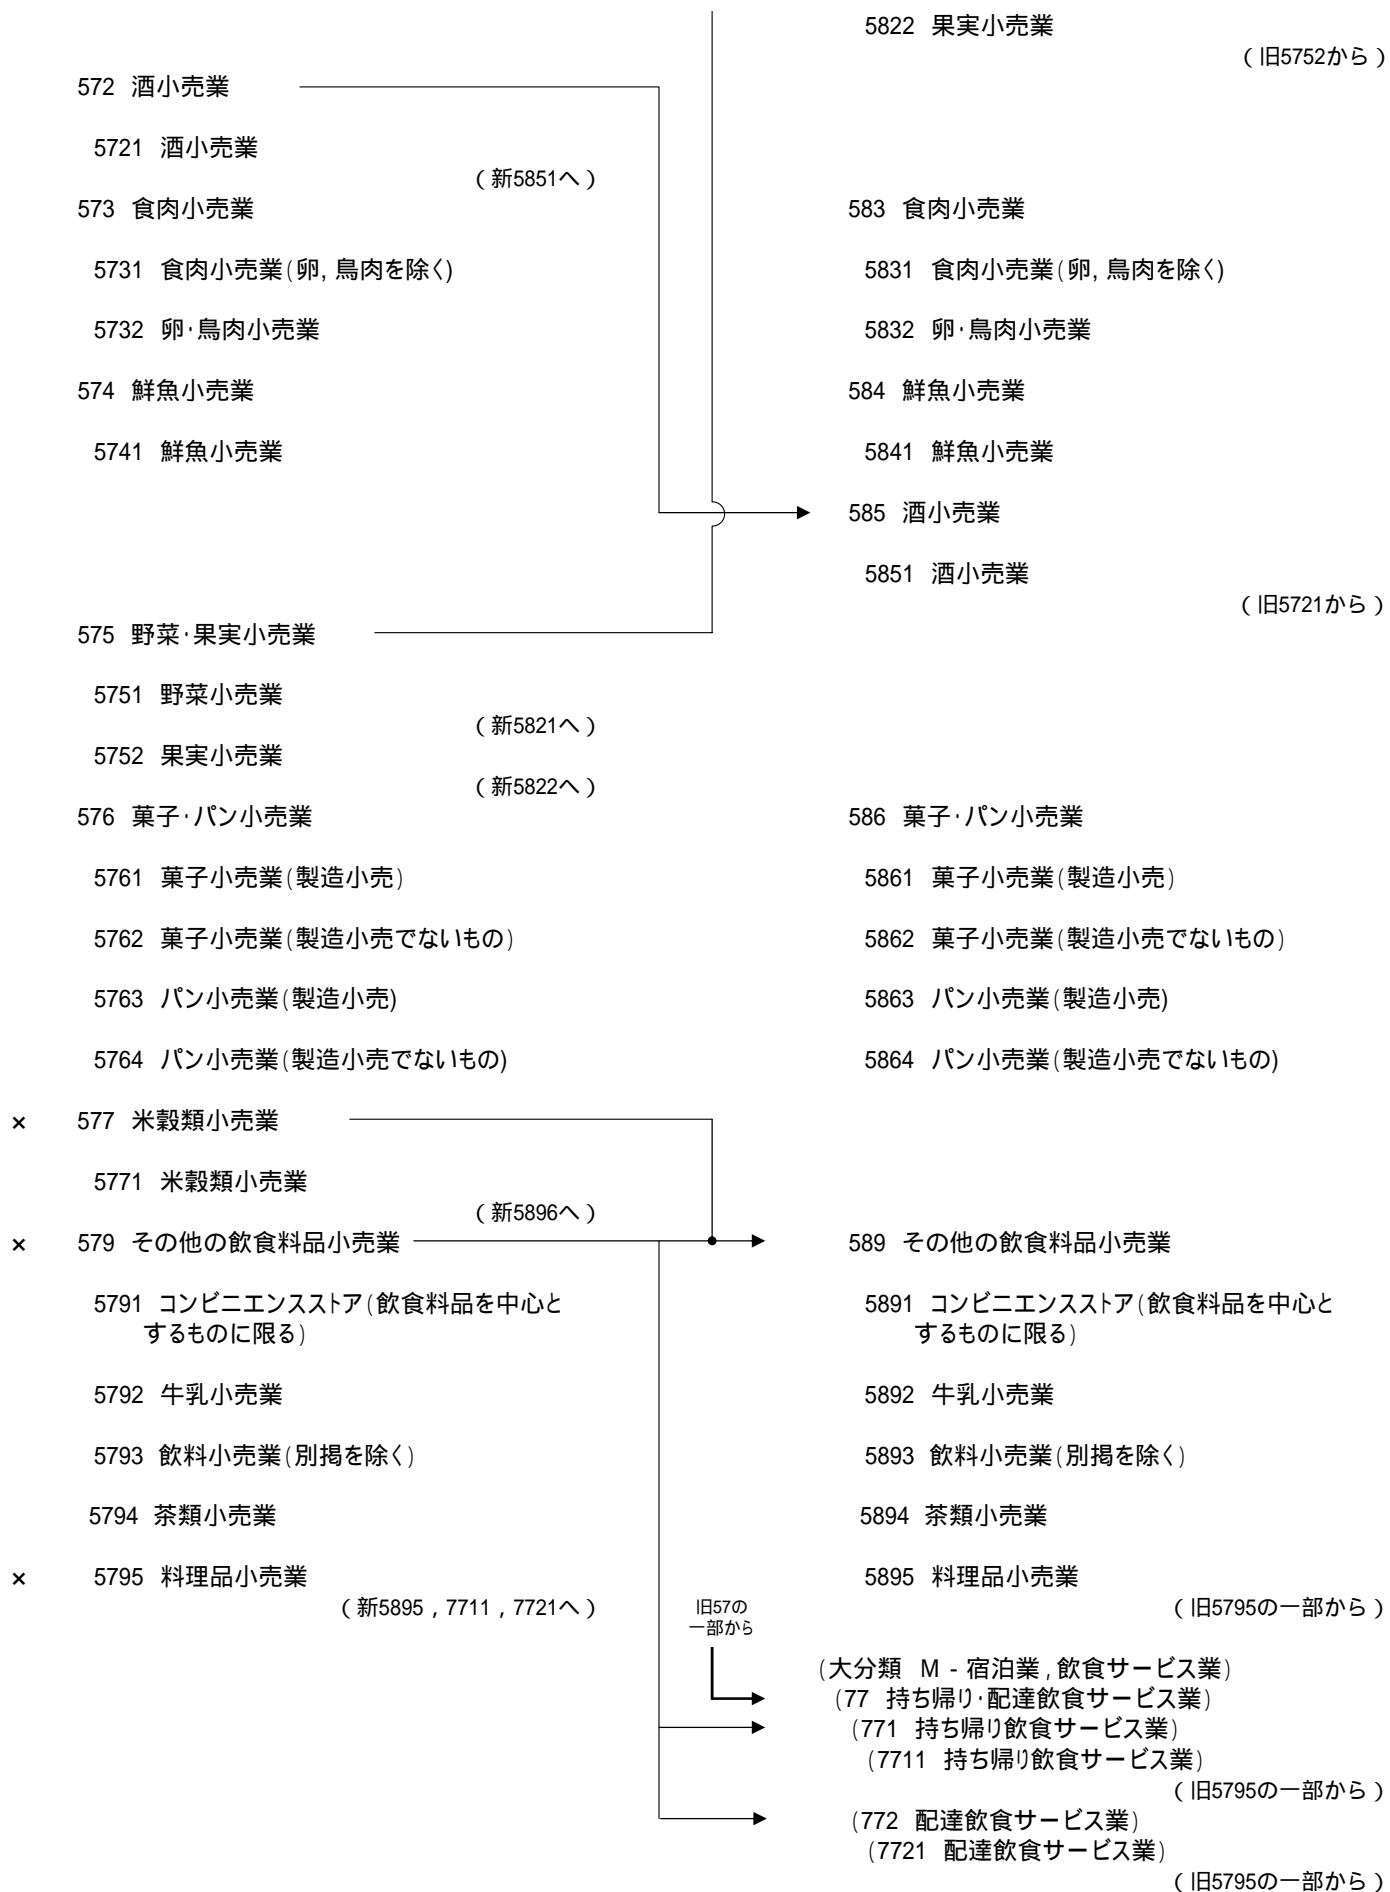 5822 果実小売業
（旧5752から）
572 酒小売業
5721 酒小売業
（新5851へ）
573 食肉小売業
583 食肉小売業
5731 食肉小売業(卵，鳥肉を除く)
5831 食肉小売業(卵，鳥肉を除く)
5732 卵・鳥肉小売業
5832 卵・鳥肉小売業
574 鮮魚小売業
584 鮮魚小売業
5741 鮮魚小売業
5841 鮮魚小売業
585 酒小売業
5851 酒小売業
（旧5721から）
575 野菜・果実小売業
5751 野菜小売業
（新5821へ）
5752 果実小売業
（新5822へ）
576 菓子・パン小売業
586 菓子・パン小売業
5761 菓子小売業(製造小売)
5861 菓子小売業(製造小売)
5762 菓子小売業(製造小売でないもの)
5862 菓子小売業(製造小売でないもの)
5763 パン小売業(製造小売)
5863 パン小売業(製造小売)
5764 パン小売業(製造小売でないもの)
5864 パン小売業(製造小売でないもの)
× 577 米穀類小売業
5771 米穀類小売業
（新5896へ）
× 579 その他の飲食料品小売業
589 その他の飲食料品小売業
5791 コンビニエンスストア(飲食料品を中心と
するものに限る)
5891 コンビニエンスストア(飲食料品を中心と
するものに限る)
5792 牛乳小売業
5892 牛乳小売業
5793 飲料小売業(別掲を除く)
5893 飲料小売業(別掲を除く)
5794 茶類小売業
5894 茶類小売業
× 5795 料理品小売業
5895 料理品小売業
（新5895，7711，7721へ）
（旧5795の一部から）
旧57の
一部から
(大分類 M - 宿泊業，飲食サービス業)
(77 持ち帰り・配達飲食サービス業)
(771 持ち帰り飲食サービス業)
(7711 持ち帰り飲食サービス業)
（旧5795の一部から）
(772 配達飲食サービス業)
(7721 配達飲食サービス業)
（旧5795の一部から）